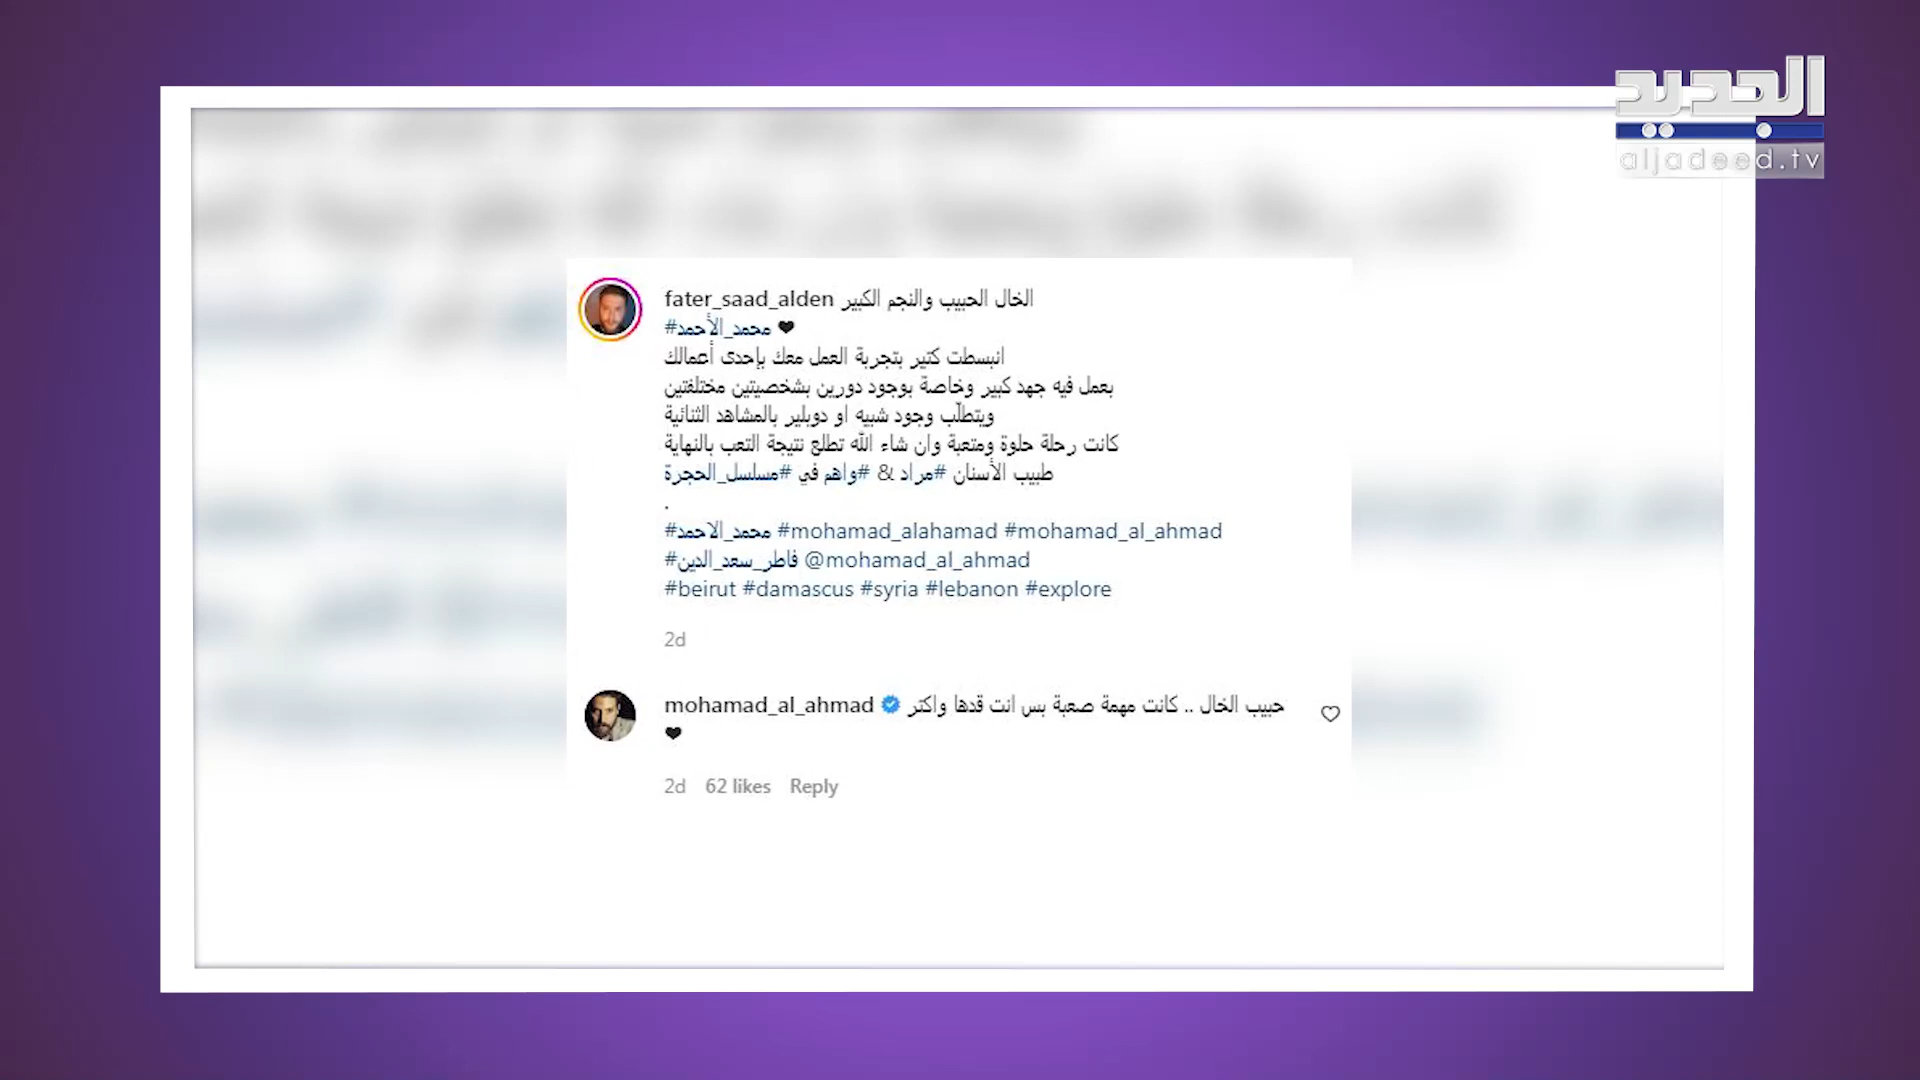 الجديد
aljadeed.tv
fater_saad_alden الخال الحبيب والنجم الكبير
#محمد_الأحمد ❤
انبسطت كتير بتجربة العمل معك بإحدى أعمالك
بعمل فيه جهد كبير وخاصة بوجود دورين بشخصيتين مختلفتين
ويتطلّب وجود شبيه او دوبلير بالمشاهد الثنائية
كانت رحلة حلوة ومتعبة وان شاء الله تطلع نتيجة التعب بالنهاية
طبيب الأسنان #مراد & #واهم في #مسلسل_الحجرة
.
#محمد_الاحمد #mohamad_alahamad #mohamad_al_ahmad
#فاطر_سعد_الدين @mohamad_al_ahmad
#beirut #damascus #syria #lebanon #explore
2d
mohamad_al_ahmad حبيب الخال .. كانت مهمة صعبة بس انت قدها واكتر
❤
2d 62 likes Reply